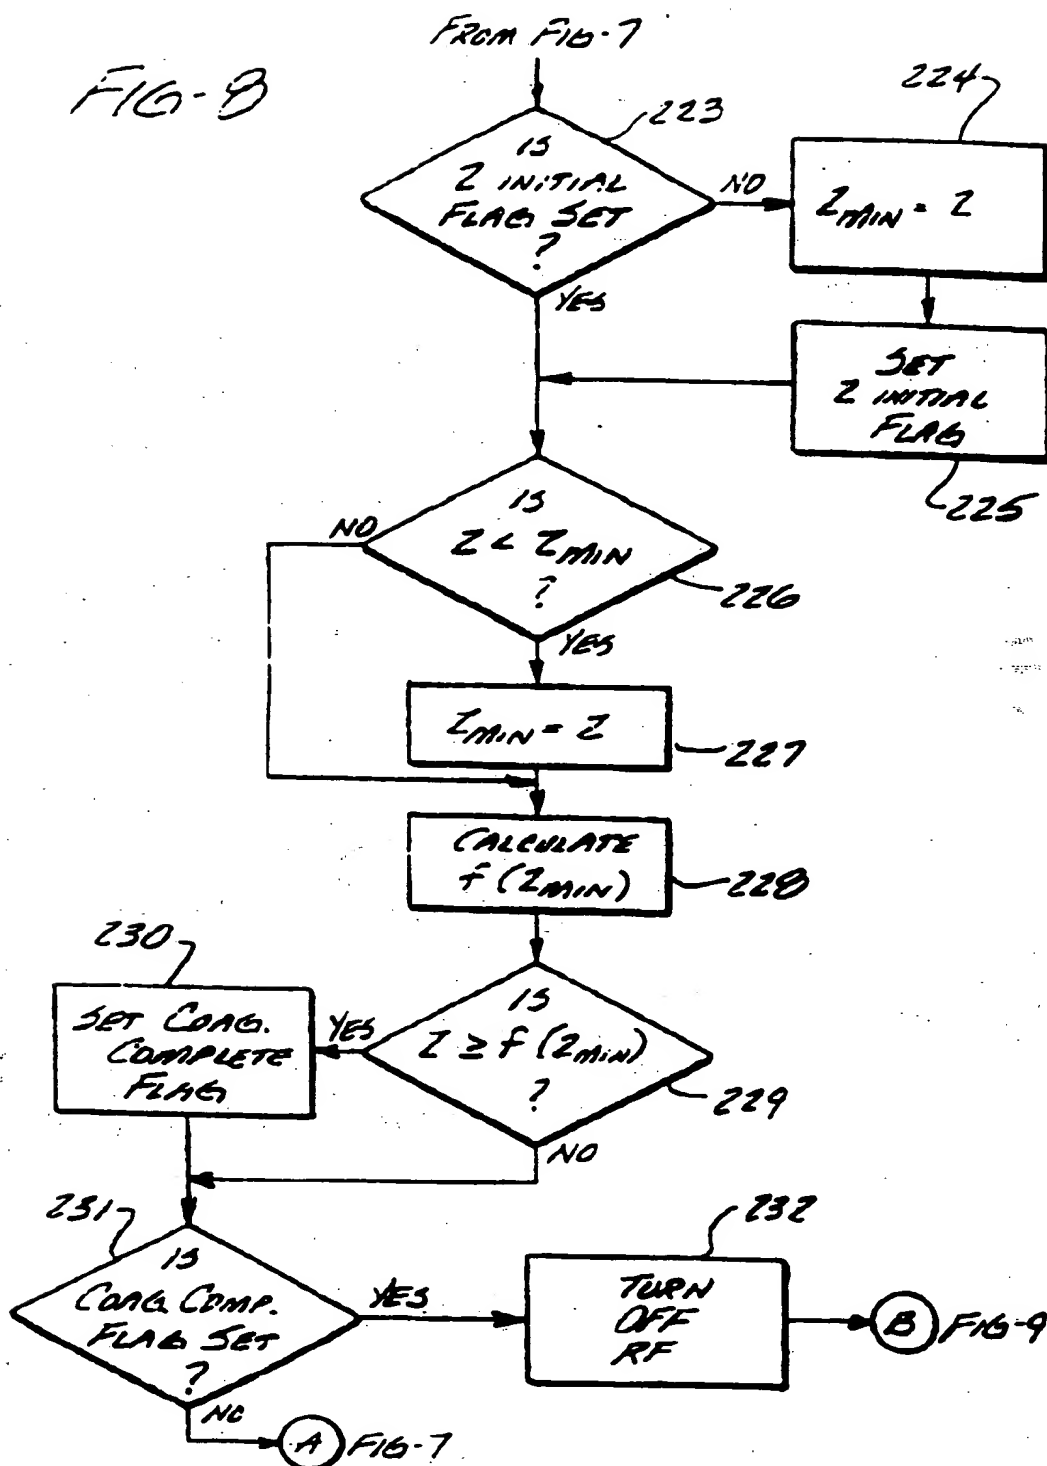 FROM FIG-7
FIG-8
223
IS
Z INITIAL
FLAG SET
?
NO
YES
224
ZMIN = Z
SET
Z INITIAL
FLAG
225
IS
Z < ZMIN
?
NO
YES
226
ZMIN = Z
227
CALCULATE
f (ZMIN)
228
IS
Z ≥ f (ZMIN)
?
YES
NO
229
230
SET COAG.
COMPLETE
FLAG
231
IS
COAG. COMP.
FLAG SET
?
YES
NO
232
TURN
OFF
RF
B FIG-9
A FIG-7